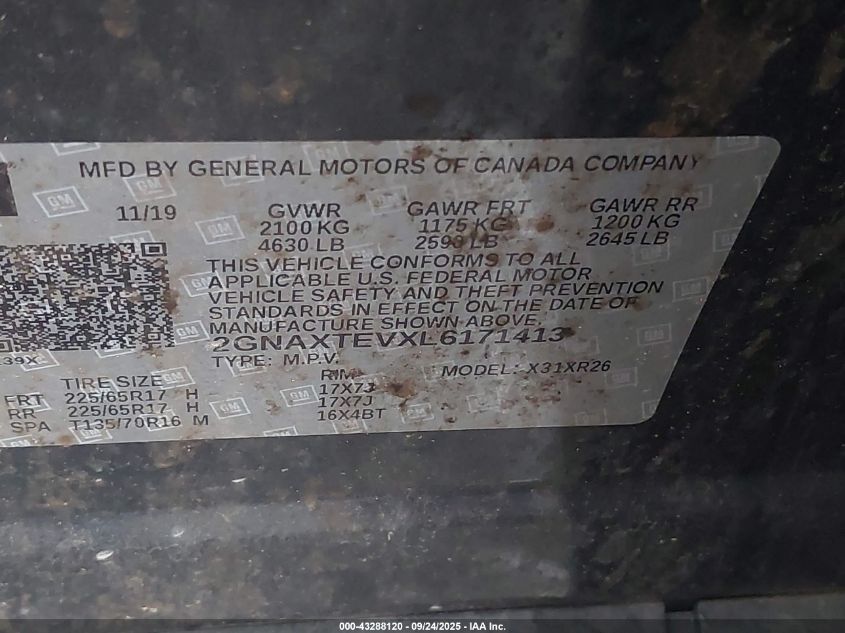 MFD BY GENERAL MOTORS OF CANADA COMPANY
11/19 GVWR GAWR FRT GAWR RR
2100 KG 1175 KG 1200 KG
4630 LB 2590 LB 2645 LB
THIS VEHICLE CONFORMS TO ALL
APPLICABLE U.S. FEDERAL MOTOR
VEHICLE SAFETY AND THEFT PREVENTION
STANDARDS IN EFFECT ON THE DATE OF
MANUFACTURE SHOWN ABOVE.
2GNAXTEVXL6171413
TYPE: M.P.V. MODEL: X31XR26
TIRE SIZE RIM
FRT 225/65R17 H 17X7J
RR 225/65R17 H 17X7J
SPA T135/70R16 M 16X4BT
000-43288120 - 09/24/2025 - IAA Inc.